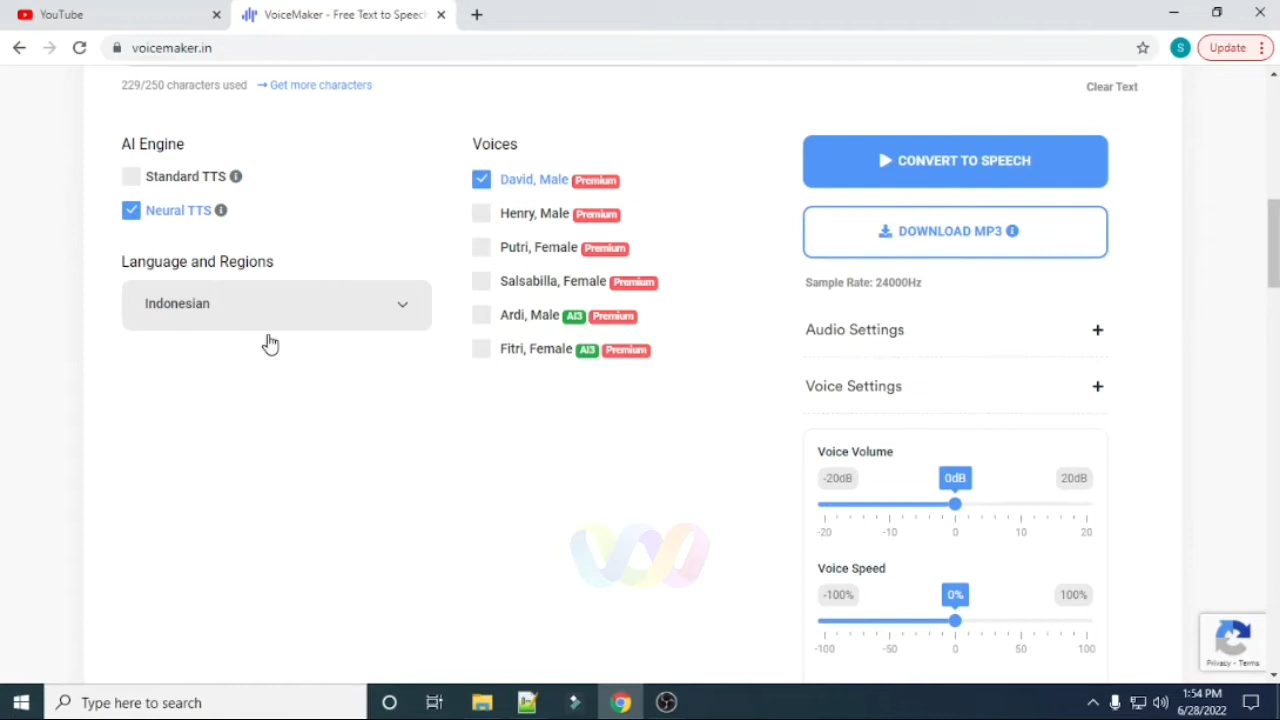 YouTube
VoiceMaker - Free Text to Speech
voicemaker.in
S
Update
229/250 characters used → Get more characters
Clear Text
AI Engine
Standard TTS
Neural TTS
Language and Regions
Indonesian
Voices
David, Male Premium
Henry, Male Premium
Putri, Female Premium
Salsabilla, Female Premium
Ardi, Male AI3 Premium
Fitri, Female AI3 Premium
CONVERT TO SPEECH
DOWNLOAD MP3
Sample Rate: 24000Hz
Audio Settings +
Voice Settings +
Voice Volume
-20dB 0dB 20dB
-20 -10 0 10 20
Voice Speed
-100% 0% 100%
-100 -50 0 50 100
Privacy - Terms
Type here to search
1:54 PM
6/28/2022